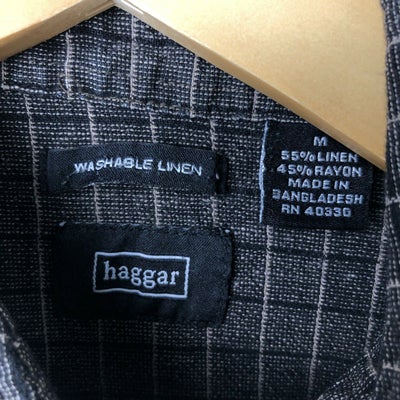 WASHABLE LINEN
haggar
M
55% LINEN
45% RAYON
MADE IN
BANGLADESH
RN 40330